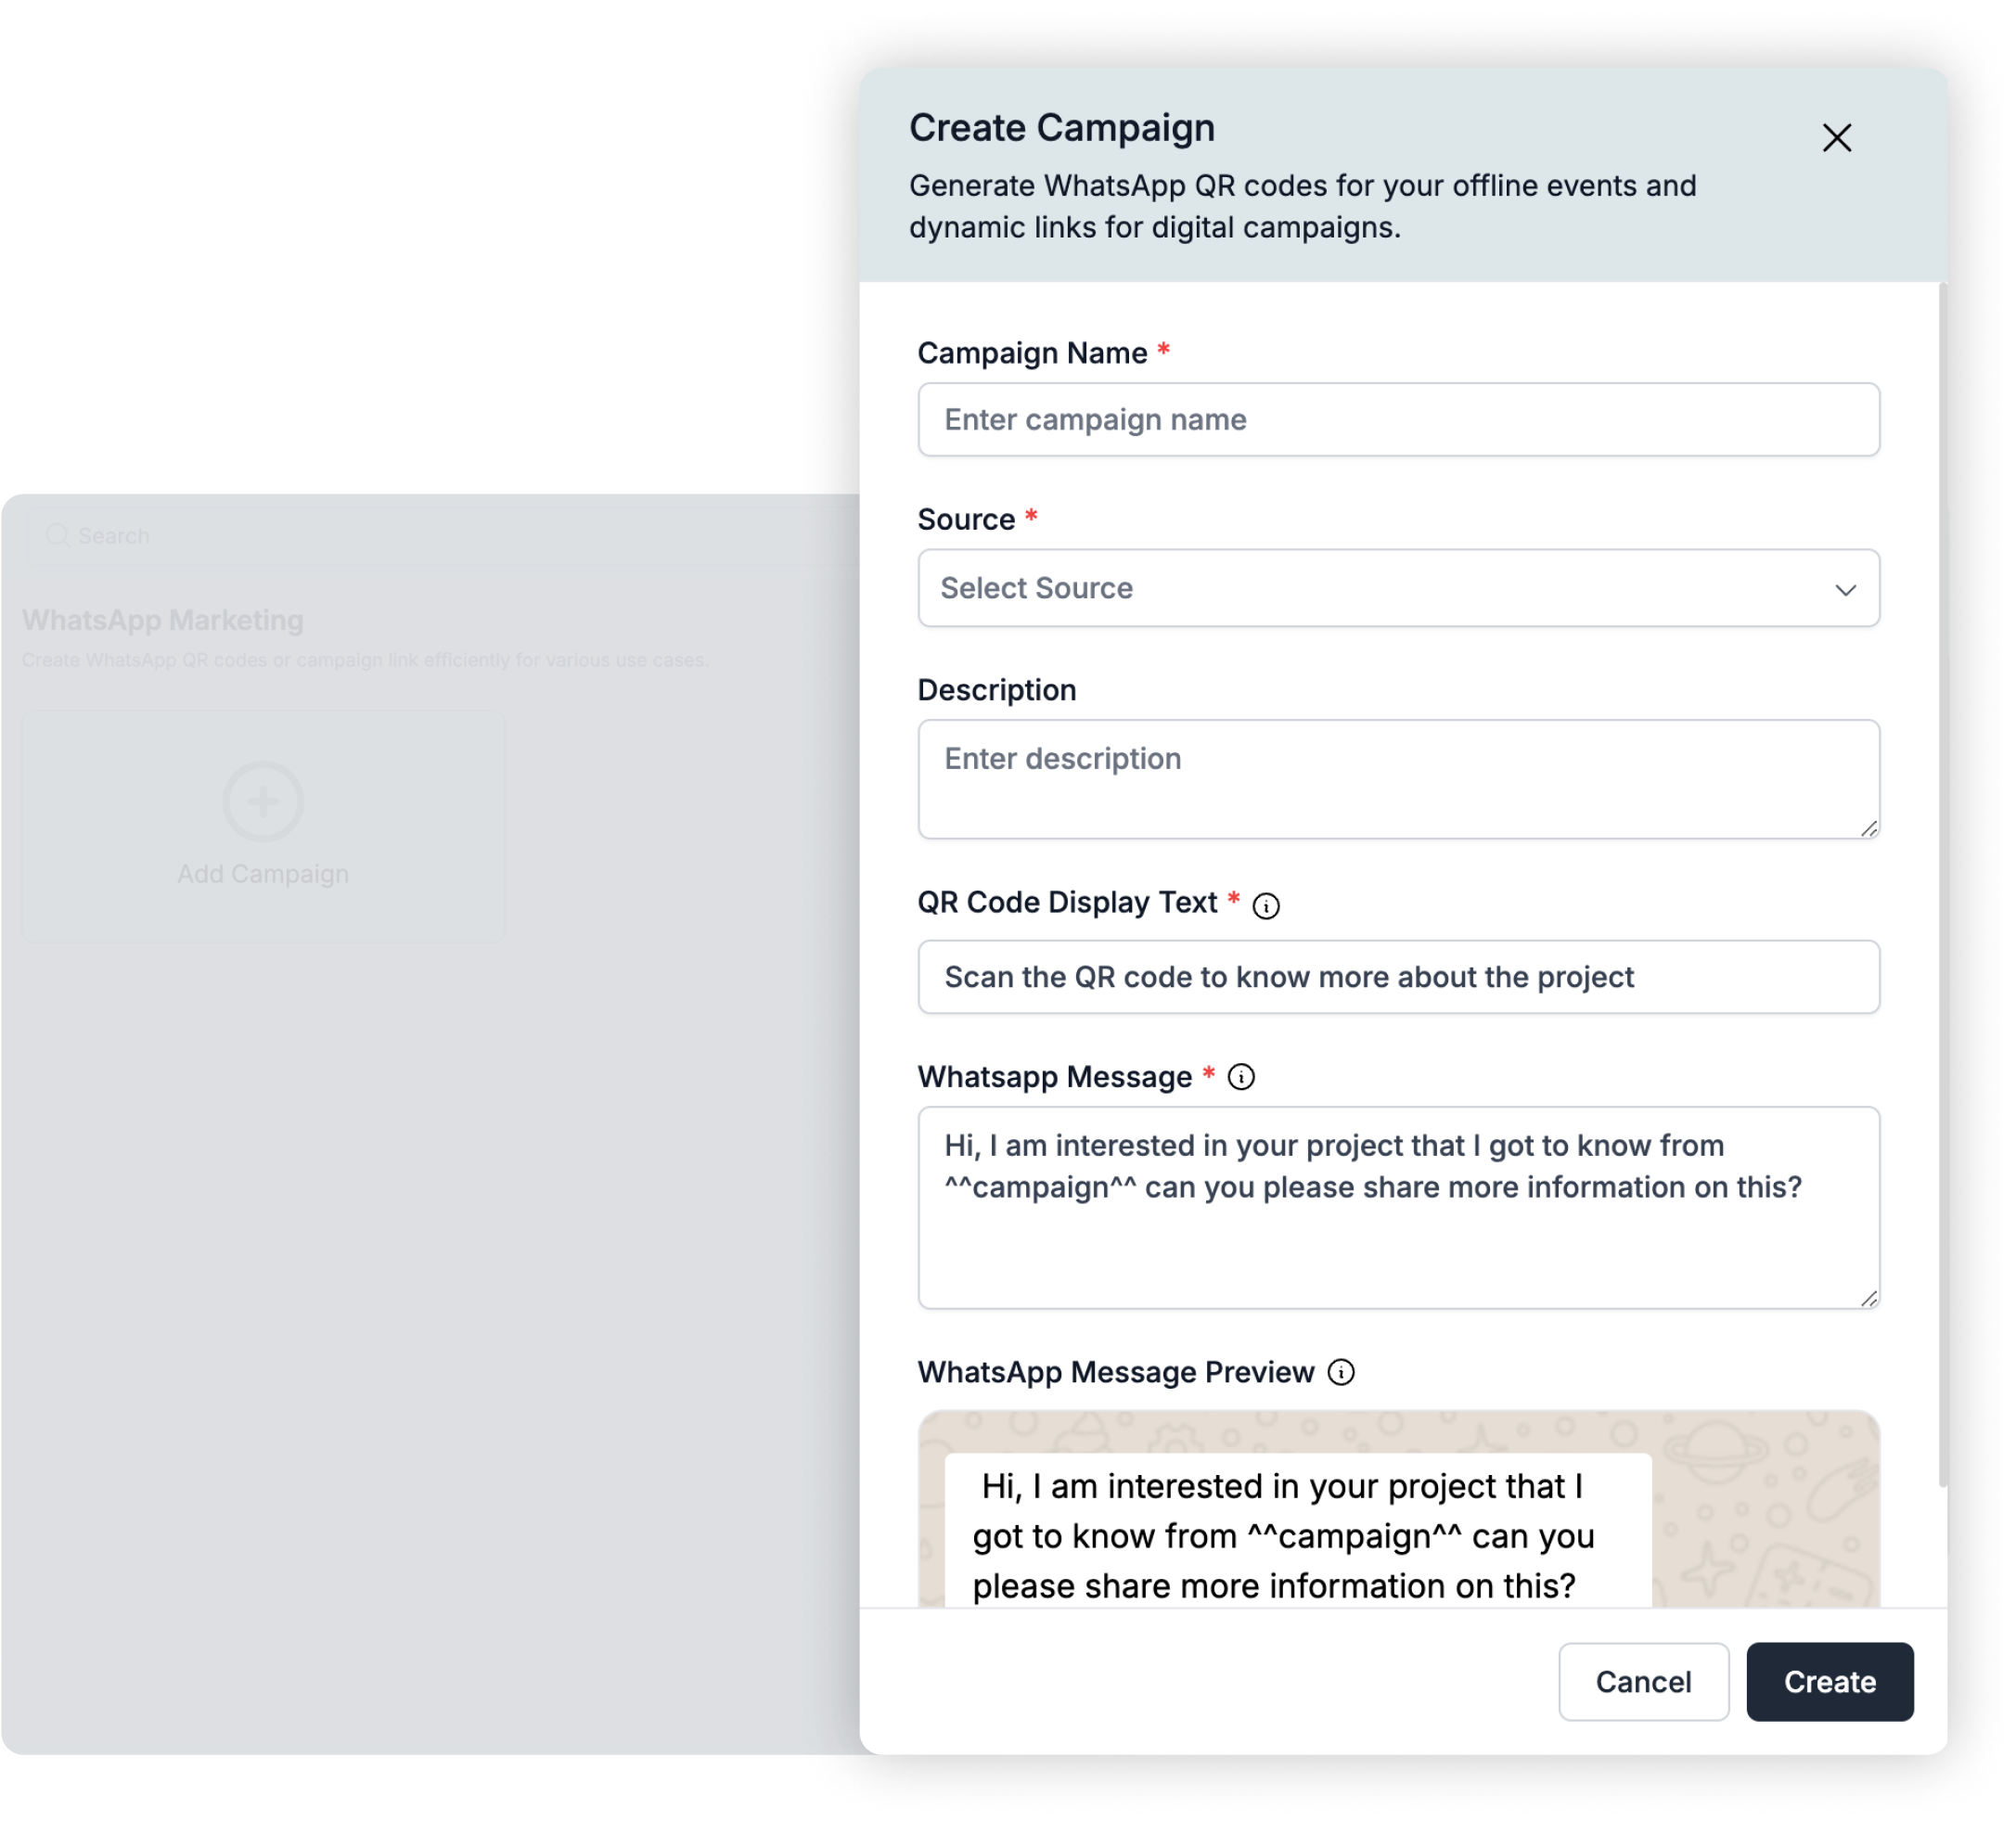 Create Campaign
Generate WhatsApp QR codes for your offline events and
dynamic links for digital campaigns.
Campaign Name *
Enter campaign name
Source *
Select Source
Description
Enter description
QR Code Display Text *
Scan the QR code to know more about the project
Whatsapp Message *
Hi, I am interested in your project that I got to know from
^^campaign^^ can you please share more information on this?
WhatsApp Message Preview
Hi, I am interested in your project that I
got to know from ^^campaign^^ can you
please share more information on this?
Cancel
Create
Search
WhatsApp Marketing
Create WhatsApp QR codes or campaign link efficiently for various use cases.
Add Campaign